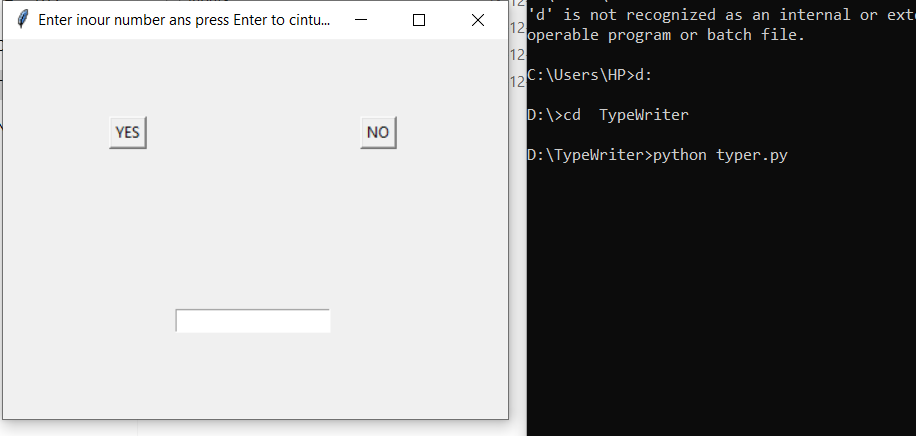 Enter inour number ans press Enter to cintu...
YES
NO
12
12
12
12
'd' is not recognized as an internal or exte
operable program or batch file.
C:\Users\HP>d:
D:\>cd  TypeWriter
D:\TypeWriter>python typer.py